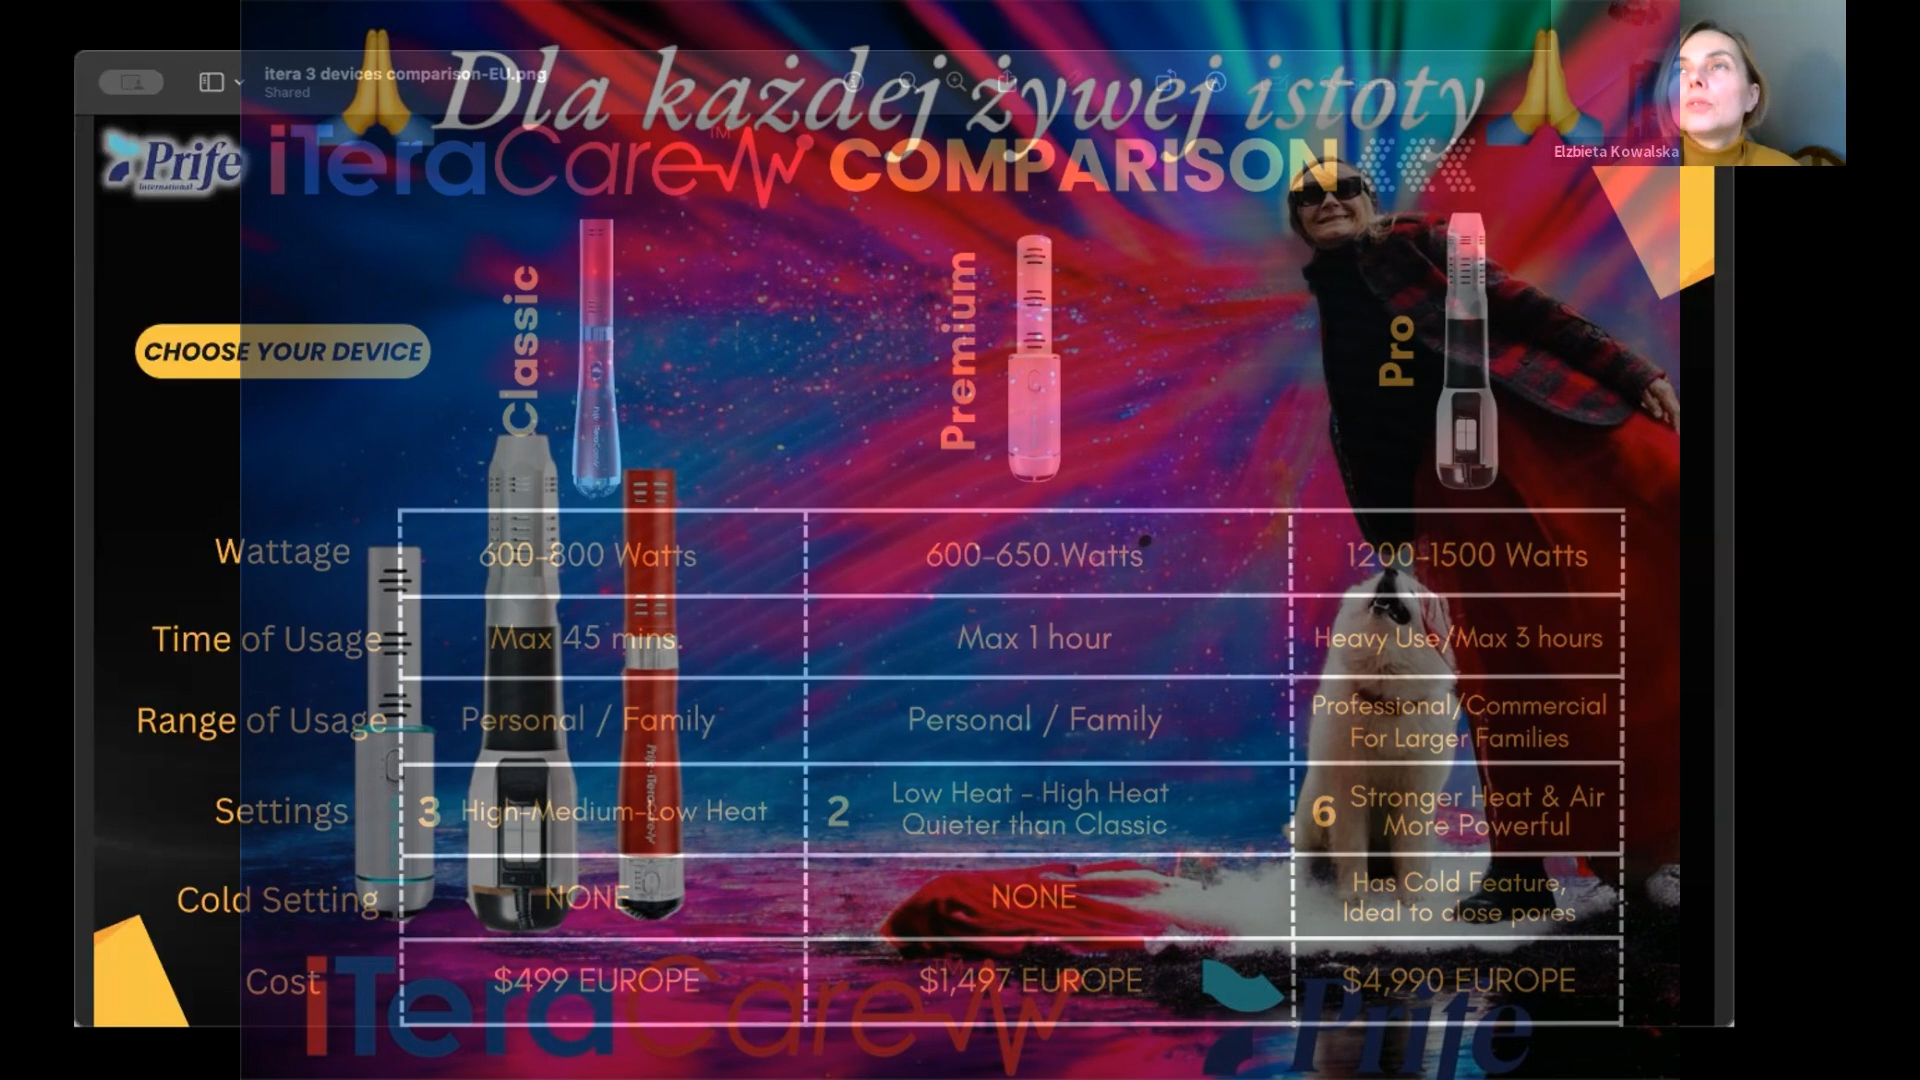 itera 3 devices comparison-EU.png
Shared
Dla każdej żywej istoty
Elzbieta Kowalska
Prife
International
iTeraCare COMPARISON
TM
CHOOSE YOUR DEVICE
Classic
Premium
Pro
Wattage
600-800 Watts
600-650 Watts
1200-1500 Watts
Time of Usage
Max 45 mins.
Max 1 hour
Heavy Use/Max 3 hours
Range of Usage
Personal / Family
Personal / Family
Professional/Commercial
For Larger Families
Settings
3 High-Medium-Low Heat
2 Low Heat - High Heat
Quieter than Classic
6 Stronger Heat & Air
More Powerful
Cold Setting
NONE
NONE
Has Cold Feature,
Ideal to close pores
Cost
$499 EUROPE
$1,497 EUROPE
$4,990 EUROPE
iTeraCare
Prife